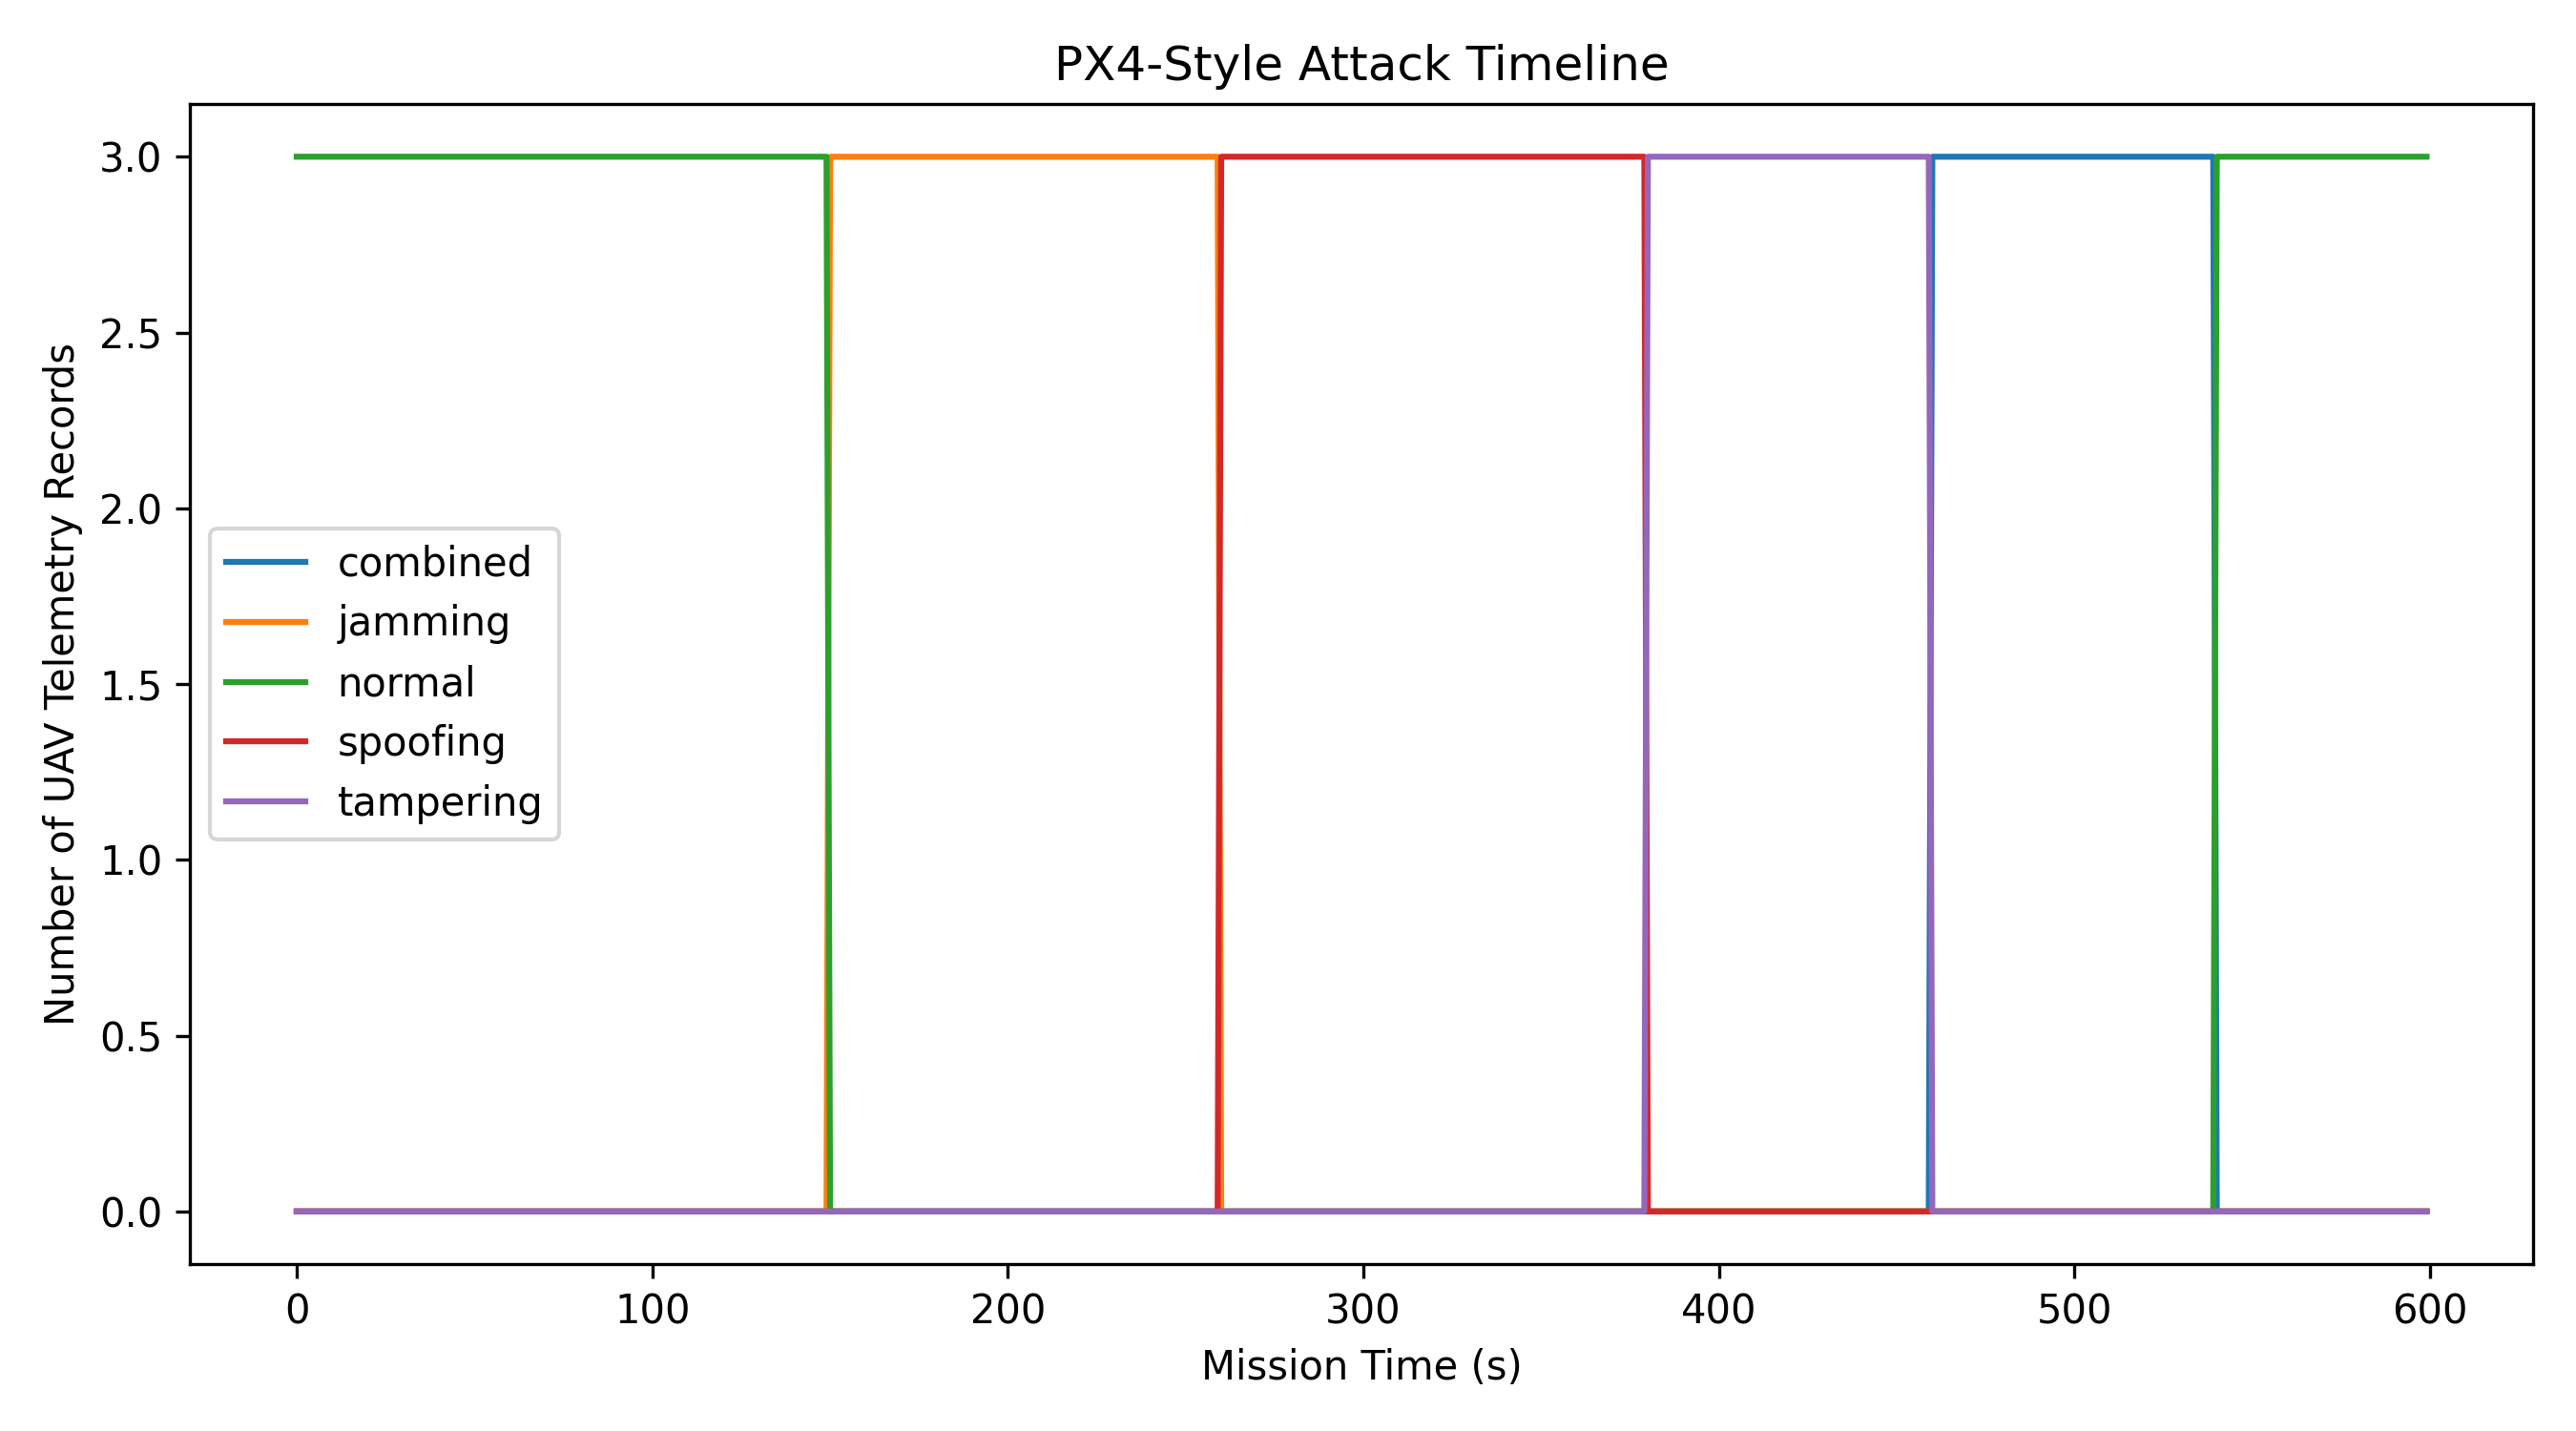 PX4-Style Attack Timeline
Number of UAV Telemetry Records
3.0
2.5
2.0
1.5
1.0
0.5
0.0
combined
jamming
normal
spoofing
tampering
0 100 200 300 400 500 600
Mission Time (s)